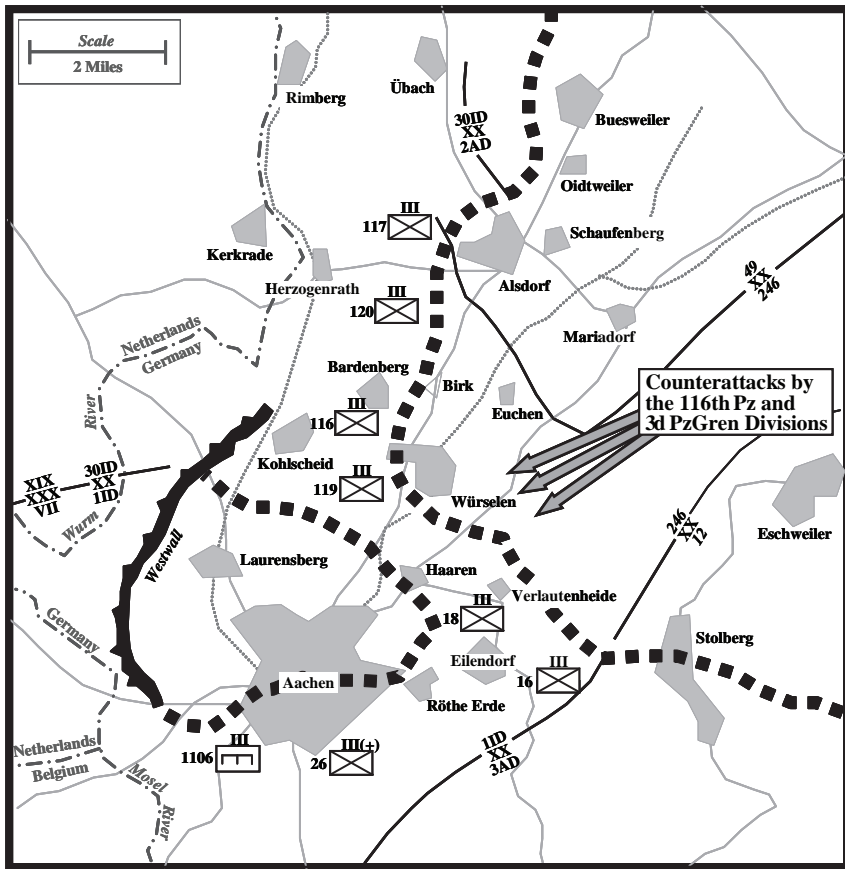 Scale
2 Miles
Rimberg
Übach
30ID
XX
2AD
Buesweiler
Oidtweiler
III
117
Schaufenberg
Kerkrade
Herzogenrath
Alsdorf
49
XX
246
III
120
Mariadorf
Netherlands
Germany
Bardenberg
Birk
Counterattacks by
the 116th Pz and
3d PzGren Divisions
Euchen
River
III
116
Kohlscheid
III
119
XIX
XXX
VII
30ID
XX
1ID
Würselen
Wurm
246
XX
12
Eschweiler
Westwall
Laurensberg
Haaren
Verlautenheide
III
18
Germany
Stolberg
Eilendorf
III
16
Aachen
Röthe Erde
III
1106
III(+)
26
1ID
XX
3AD
Netherlands
Belgium
Mosel
River